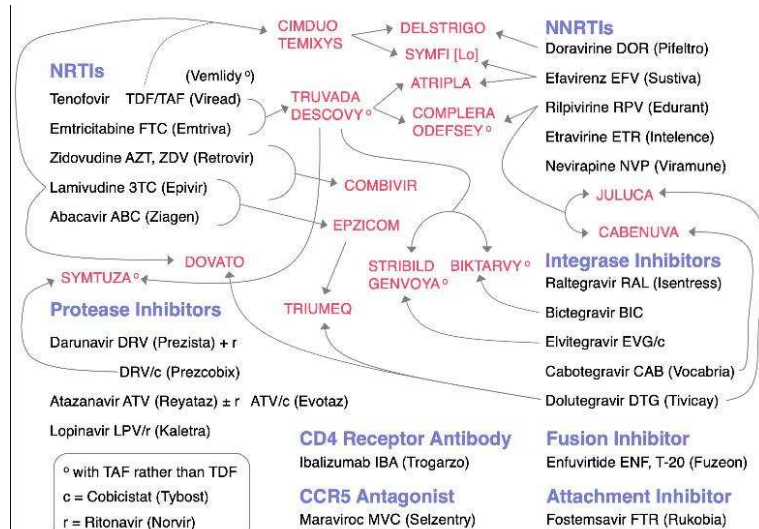 CIMDUO
TEMIXYS
DELSTRIGO
SYMFI [Lo]
ATRIPLA
TRUVADA
DESCOVY º
COMPLERA
ODEFSEY º
COMBIVIR
EPZICOM
DOVATO
SYMTUZA º
TRIUMEQ
STRIBILD
GENVOYA º
BIKTARVY º
JULUCA
CABENUVA
NRTIs
(Vemlidy º)
Tenofovir TDF/TAF (Viread)
Emtricitabine FTC (Emtriva)
Zidovudine AZT, ZDV (Retrovir)
Lamivudine 3TC (Epivir)
Abacavir ABC (Ziagen)
NNRTIs
Doravirine DOR (Pifeltro)
Efavirenz EFV (Sustiva)
Rilpivirine RPV (Edurant)
Etravirine ETR (Intelence)
Nevirapine NVP (Viramune)
Integrase Inhibitors
Raltegravir RAL (Isentress)
Bictegravir BIC
Elvitegravir EVG/c
Cabotegravir CAB (Vocabria)
Dolutegravir DTG (Tivicay)
Protease Inhibitors
Darunavir DRV (Prezista) + r
DRV/c (Prezcobix)
Atazanavir ATV (Reyataz) ± r ATV/c (Evotaz)
Lopinavir LPV/r (Kaletra)
º with TAF rather than TDF
c = Cobicistat (Tybost)
r = Ritonavir (Norvir)
CD4 Receptor Antibody
Ibalizumab IBA (Trogarzo)
CCR5 Antagonist
Maraviroc MVC (Selzentry)
Fusion Inhibitor
Enfuvirtide ENF, T-20 (Fuzeon)
Attachment Inhibitor
Fostemsavir FTR (Rukobia)